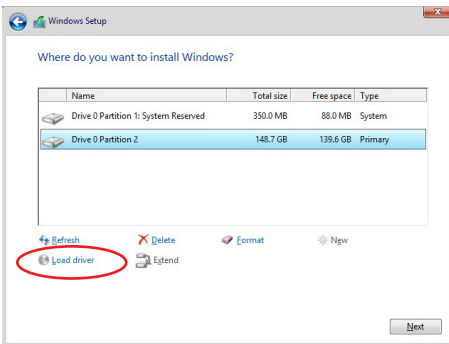 Windows Setup
Where do you want to install Windows?
Name Total size Free space Type
Drive 0 Partition 1: System Reserved 350.0 MB 88.0 MB System
Drive 0 Partition 2 148.7 GB 139.6 GB Primary
Refresh Delete Format New
Load driver Extend
Next